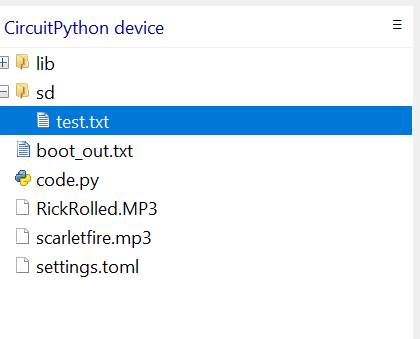 CircuitPython device
lib
sd
test.txt
boot_out.txt
code.py
RickRolled.MP3
scarletfire.mp3
settings.toml